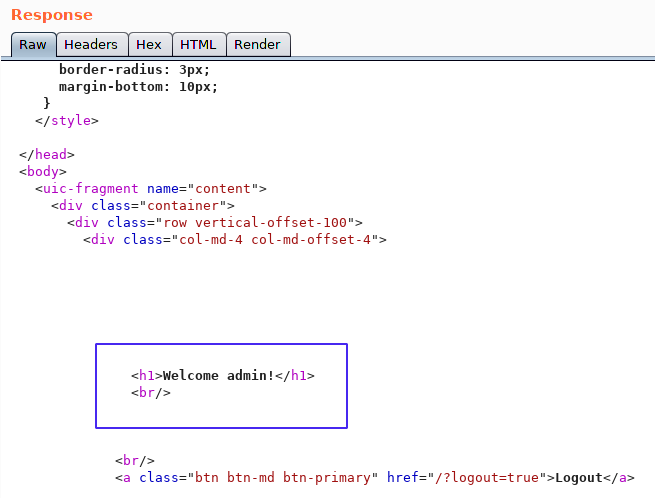 Response
Raw Headers Hex HTML Render
border-radius: 3px;
margin-bottom: 10px;
}
</style>
</head>
<body>
<uic-fragment name="content">
<div class="container">
<div class="row vertical-offset-100">
<div class="col-md-4 col-md-offset-4">
<h1>Welcome admin!</h1>
<br/>
<br/>
<a class="btn btn-md btn-primary" href="/?logout=true">Logout</a>